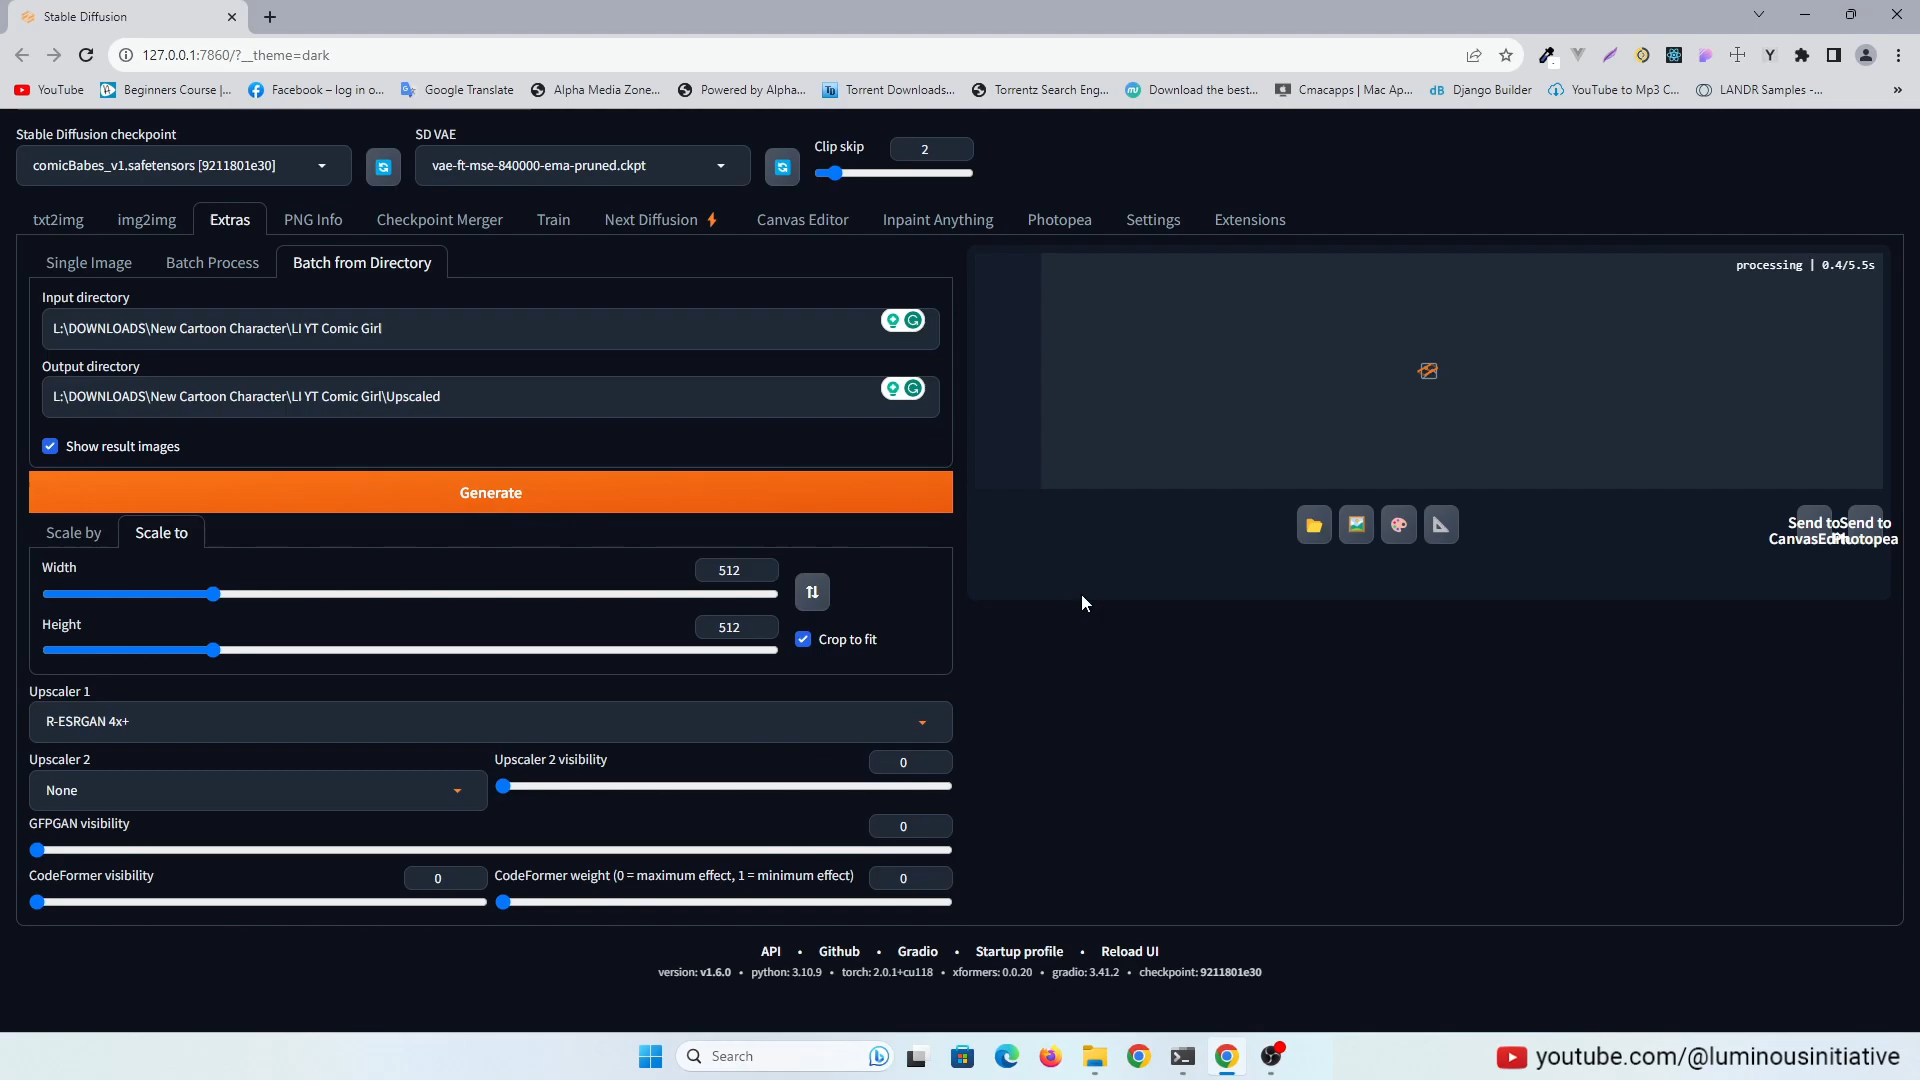 Stable Diffusion
127.0.0.1:7860/?__theme=dark
YouTube
Beginners Course |...
Facebook – log in o...
Google Translate
Alpha Media Zone...
Powered by Alpha...
Torrent Downloads...
Torrentz Search Eng...
Download the best...
Cmacapps | Mac Ap...
Django Builder
YouTube to Mp3 C...
LANDR Samples -...
»
Stable Diffusion checkpoint
comicBabes_v1.safetensors [9211801e30]
SD VAE
vae-ft-mse-840000-ema-pruned.ckpt
Clip skip
2
txt2img
img2img
Extras
PNG Info
Checkpoint Merger
Train
Next Diffusion
Canvas Editor
Inpaint Anything
Photopea
Settings
Extensions
Single Image
Batch Process
Batch from Directory
Input directory
L:\DOWNLOADS\New Cartoon Character\LI YT Comic Girl
Output directory
L:\DOWNLOADS\New Cartoon Character\LI YT Comic Girl\Upscaled
Show result images
Generate
processing | 0.4/5.5s
Send to CanvasEditor
Send to Photopea
Scale by
Scale to
Width
512
Height
512
Crop to fit
Upscaler 1
R-ESRGAN 4x+
Upscaler 2
None
Upscaler 2 visibility
0
GFPGAN visibility
0
CodeFormer visibility
0
CodeFormer weight (0 = maximum effect, 1 = minimum effect)
0
API • Github • Gradio • Startup profile • Reload UI
version: v1.6.0 • python: 3.10.9 • torch: 2.0.1+cu118 • xformers: 0.0.20 • gradio: 3.41.2 • checkpoint: 9211801e30
Search
youtube.com/@luminousinitiative